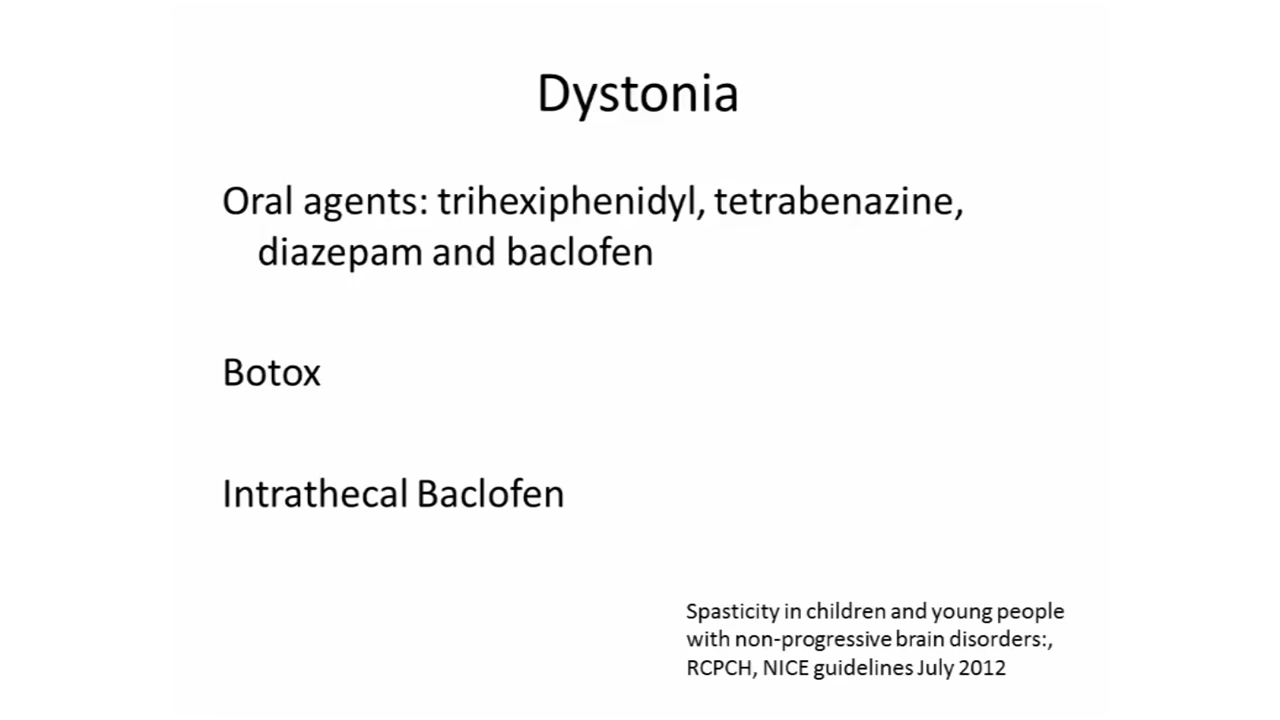 Dystonia
Oral agents: trihexiphenidyl, tetrabenazine,
diazepam and baclofen
Botox
Intrathecal Baclofen
Spasticity in children and young people
with non-progressive brain disorders:,
RCPCH, NICE guidelines July 2012